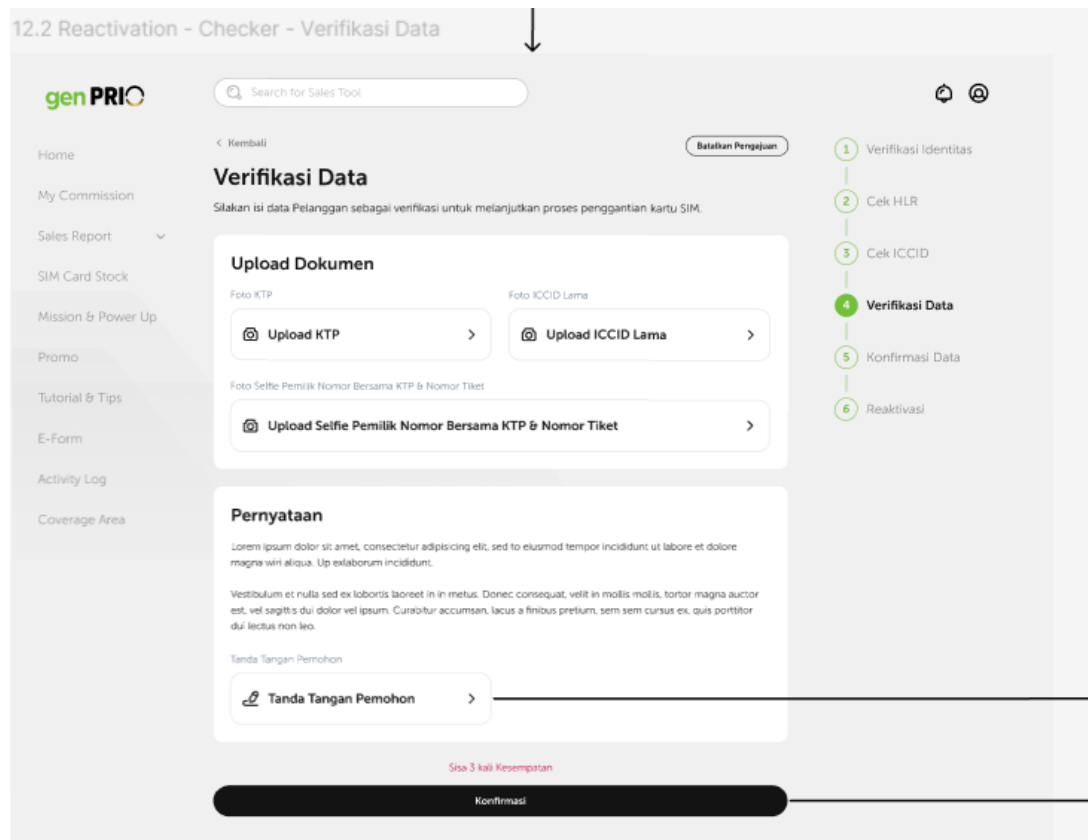 12.2 Reactivation - Checker - Verifikasi Data
gen PRIO
Search for Sales Tool
Home
My Commission
Sales Report
SIM Card Stock
Mission & Power Up
Promo
Tutorial & Tips
E-Form
Activity Log
Coverage Area
< Kembali
Batalkan Pengajuan
Verifikasi Data
Silakan isi data Pelanggan sebagai verifikasi untuk melanjutkan proses penggantian kartu SIM.
Upload Dokumen
Foto KTP
Upload KTP
Foto ICCID Lama
Upload ICCID Lama
Foto Selfie Pemilik Nomor Bersama KTP & Nomor Tiket
Upload Selfie Pemilik Nomor Bersama KTP & Nomor Tiket
Pernyataan
Lorem ipsum dolor sit amet, consectetur adipisicing elit, sed to eiusmod tempor incididunt ut labore et dolore
magna wiri aliqua. Up exlaborum incididunt.
Vestibulum et nulla sed ex lobortis laoreet in in metus. Donec consequat, velit in mollis mollis, tortor magna auctor
est, vel sagittis dui dolor vel ipsum. Curabitur accumsan, lacus a finibus pretium, sem sem cursus ex, quis porttitor
dui lectus non leo.
Tanda Tangan Pemohon
Tanda Tangan Pemohon
Sisa 3 kali Kesempatan
Konfirmasi
1 Verifikasi Identitas
2 Cek HLR
3 Cek ICCID
4 Verifikasi Data
5 Konfirmasi Data
6 Reaktivasi